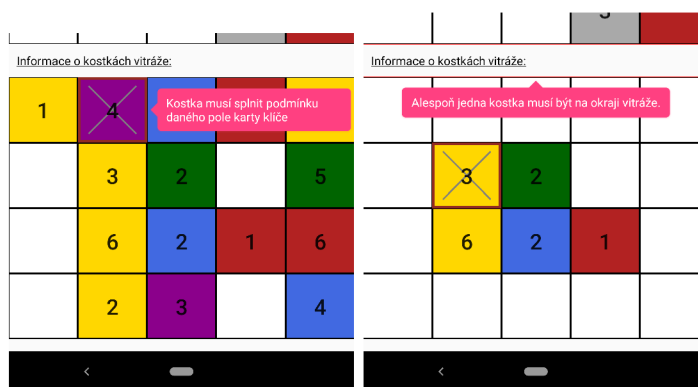 Informace o kostkách vitráže:
1 4
Kostka musí splnit podmínku
daného pole karty klíče
3 2 5
6 2 1 6
2 3 4
Informace o kostkách vitráže:
Alespoň jedna kostka musí být na okraji vitráže.
3 2
6 2 1